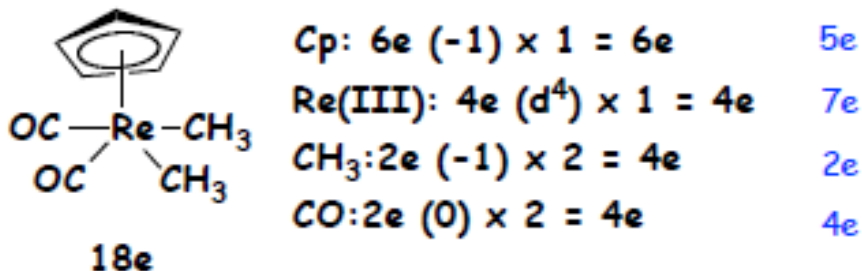 Cp: 6e (-1) x 1 = 6e 5e
Re(III): 4e (d⁴) x 1 = 4e 7e
OC Re CH₃
CH₃:2e (-1) x 2 = 4e 2e
OC CH₃
CO:2e (0) x 2 = 4e 4e
18e